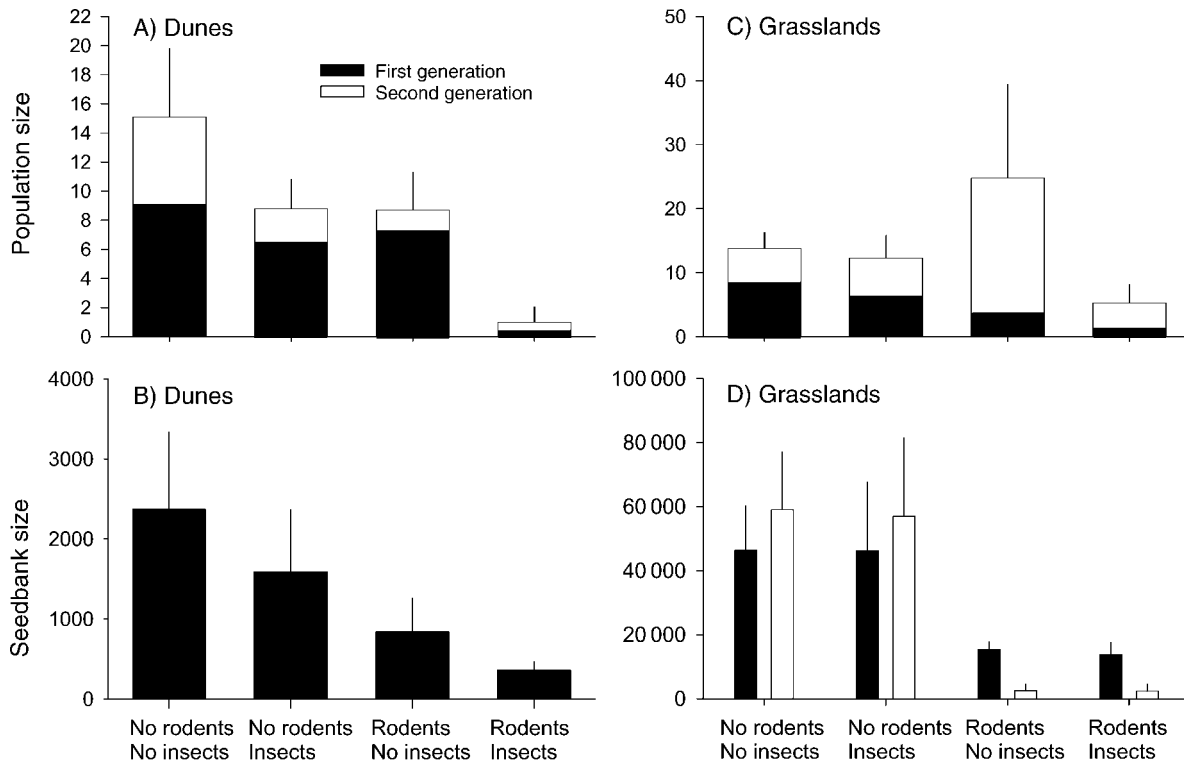 A) Dunes
First generation
Second generation
Population size
22
20
18
16
14
12
10
8
6
4
2
0
C) Grasslands
50
40
30
20
10
0
B) Dunes
Seedbank size
4000
3000
2000
1000
0
No rodents
No insects
No rodents
Insects
Rodents
No insects
Rodents
Insects
D) Grasslands
100 000
80 000
60 000
40 000
20 000
0
No rodents
No insects
No rodents
Insects
Rodents
No insects
Rodents
Insects